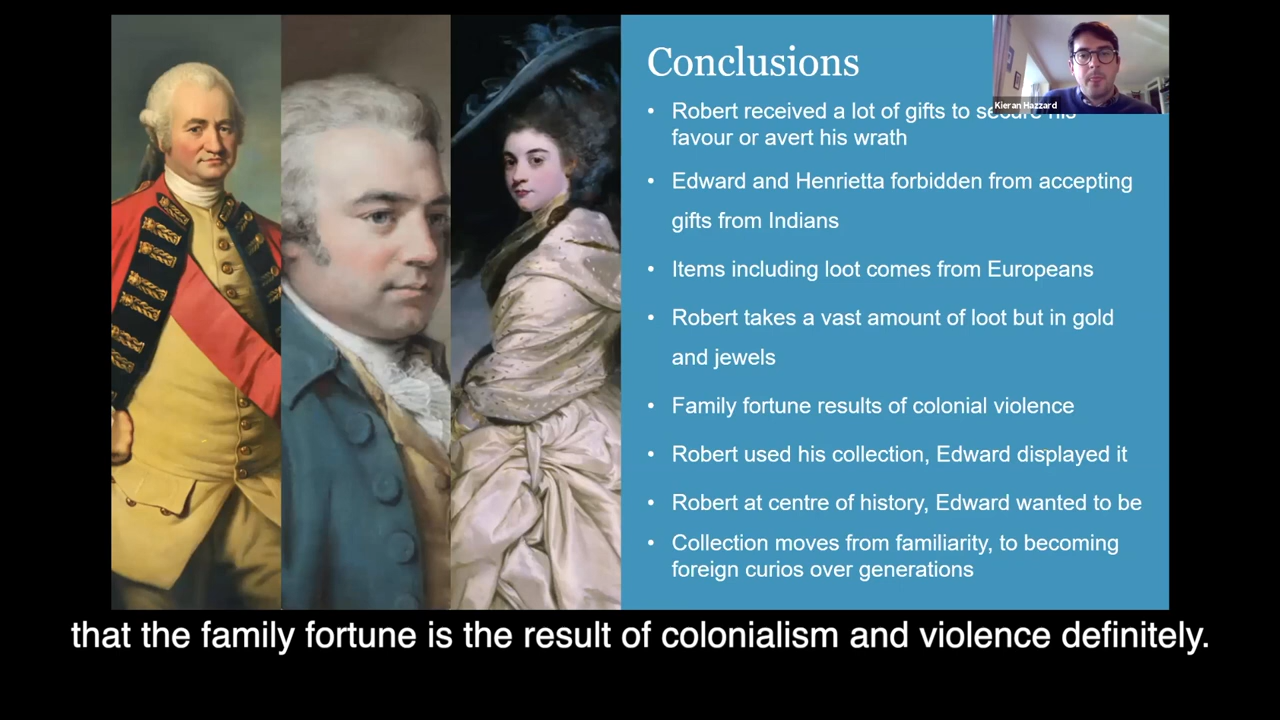 Conclusions
Kieran Hazzard
• Robert received a lot of gifts to secure his
favour or avert his wrath
• Edward and Henrietta forbidden from accepting
gifts from Indians
• Items including loot comes from Europeans
• Robert takes a vast amount of loot but in gold
and jewels
• Family fortune results of colonial violence
• Robert used his collection, Edward displayed it
• Robert at centre of history, Edward wanted to be
• Collection moves from familiarity, to becoming
foreign curios over generations
that the family fortune is the result of colonialism and violence definitely.